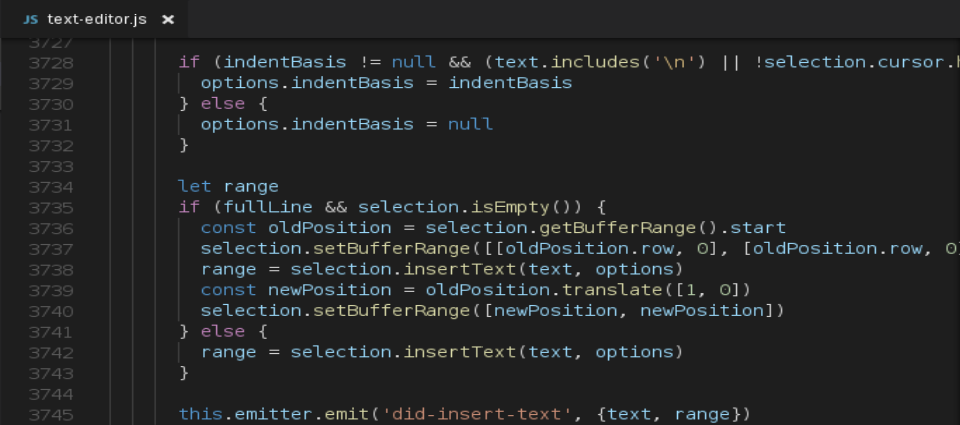 JS text-editor.js ×
3727
3728 if (indentBasis != null && (text.includes('\n') || !selection.cursor.
3729 options.indentBasis = indentBasis
3730 } else {
3731 options.indentBasis = null
3732 }
3733
3734 let range
3735 if (fullLine && selection.isEmpty()) {
3736 const oldPosition = selection.getBufferRange().start
3737 selection.setBufferRange([[oldPosition.row, 0], [oldPosition.row, 0]
3738 range = selection.insertText(text, options)
3739 const newPosition = oldPosition.translate([1, 0])
3740 selection.setBufferRange([newPosition, newPosition])
3741 } else {
3742 range = selection.insertText(text, options)
3743 }
3744
3745 this.emitter.emit('did-insert-text', {text, range})